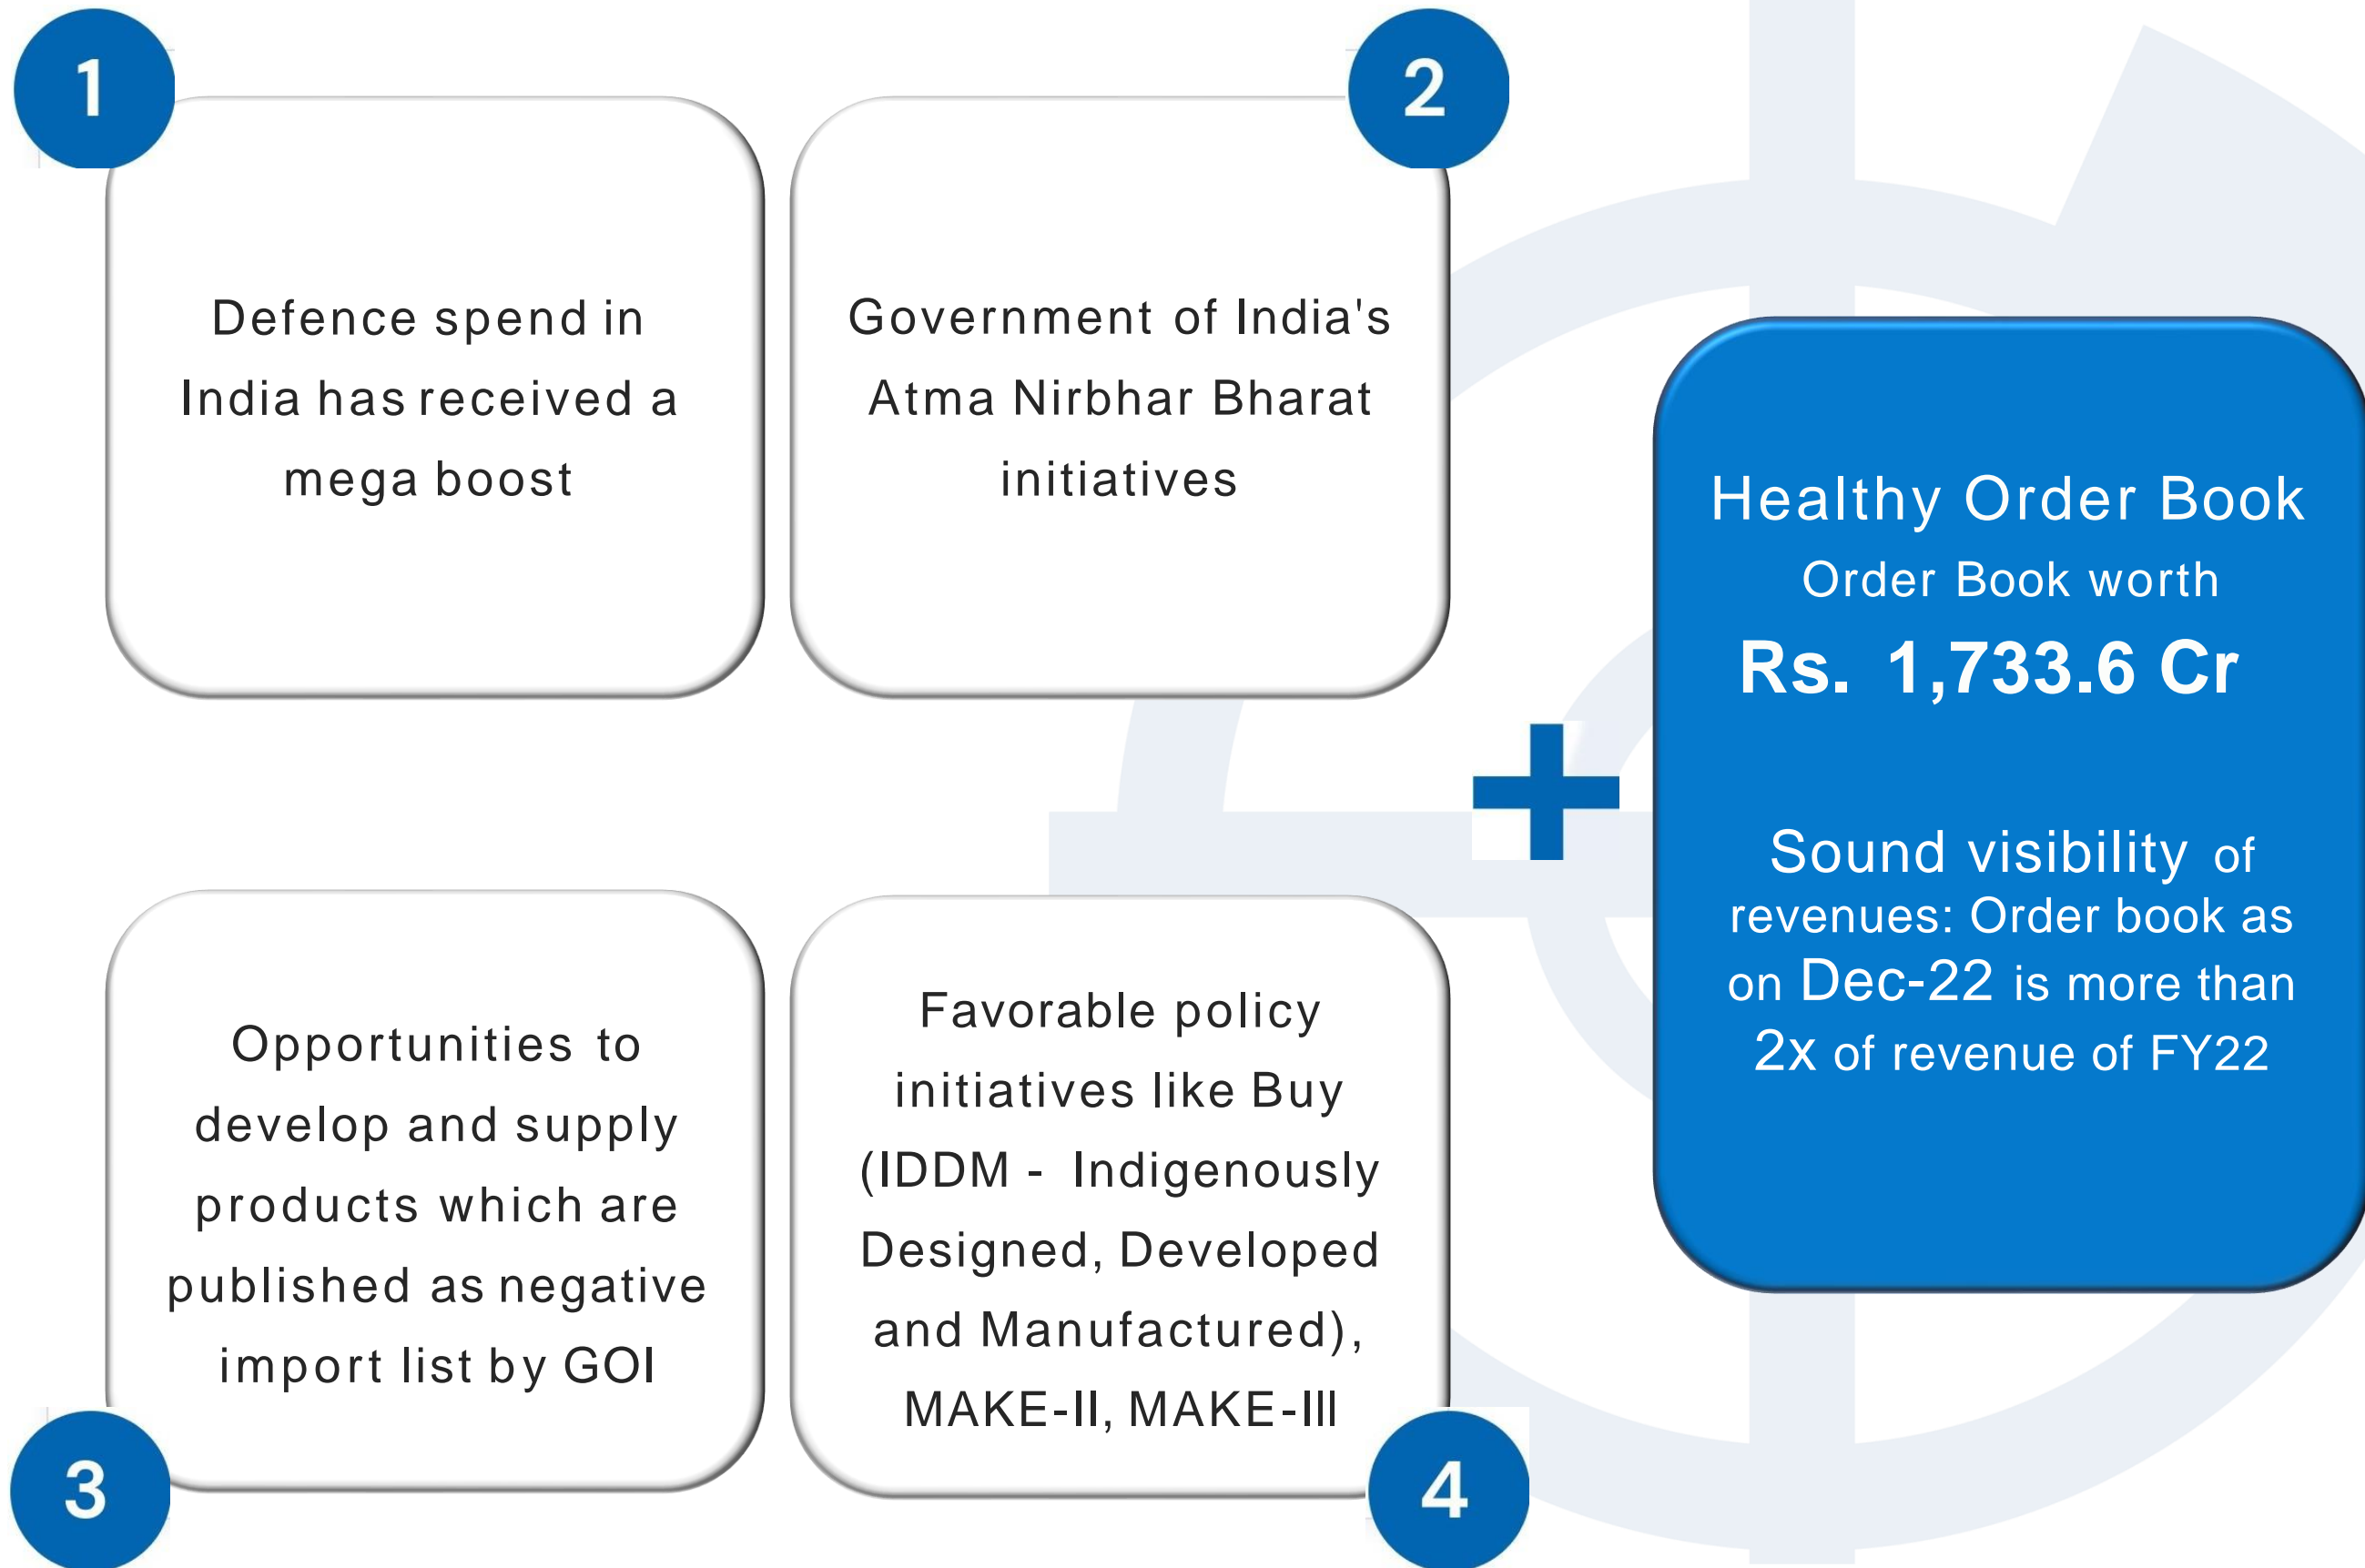 1
Defence spend in
India has received a
mega boost
2
Government of India's
Atma Nirbhar Bharat
initiatives
3
Opportunities to
develop and supply
products which are
published as negative
import list by GOI
4
Favorable policy
initiatives like Buy
(IDDM - Indigenously
Designed, Developed
and Manufactured),
MAKE-II, MAKE-III
+
Healthy Order Book
Order Book worth
Rs. 1,733.6 Cr
Sound visibility of
revenues: Order book as
on Dec-22 is more than
2x of revenue of FY22